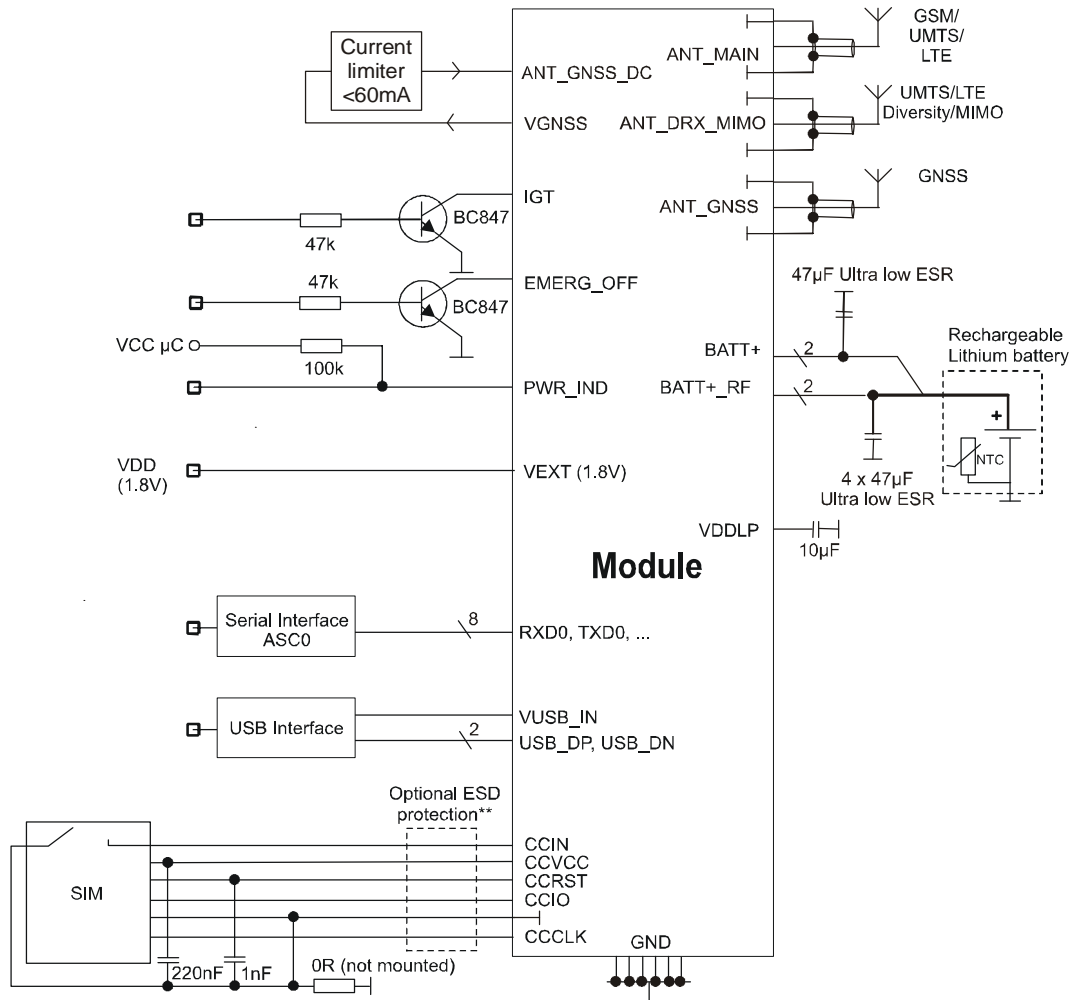 Current
limiter
<60mA
ANT_GNSS_DC
VGNSS
ANT_MAIN
GSM/
UMTS/
LTE
ANT_DRX_MIMO
UMTS/LTE
Diversity/MIMO
ANT_GNSS
GNSS
IGT
BC847
47k
EMERG_OFF
BC847
47k
VCC µC
100k
PWR_IND
47µF Ultra low ESR
BATT+
2
BATT+_RF
2
Rechargeable
Lithium battery
+
NTC
4 x 47µF
Ultra low ESR
VDD
(1.8V)
VEXT (1.8V)
VDDLP
10µF
Module
Serial Interface
ASC0
8
RXD0, TXD0, ...
USB Interface
VUSB_IN
2
USB_DP, USB_DN
Optional ESD
protection**
SIM
CCIN
CCVCC
CCRST
CCIO
CCCLK
220nF
1nF
0R (not mounted)
GND